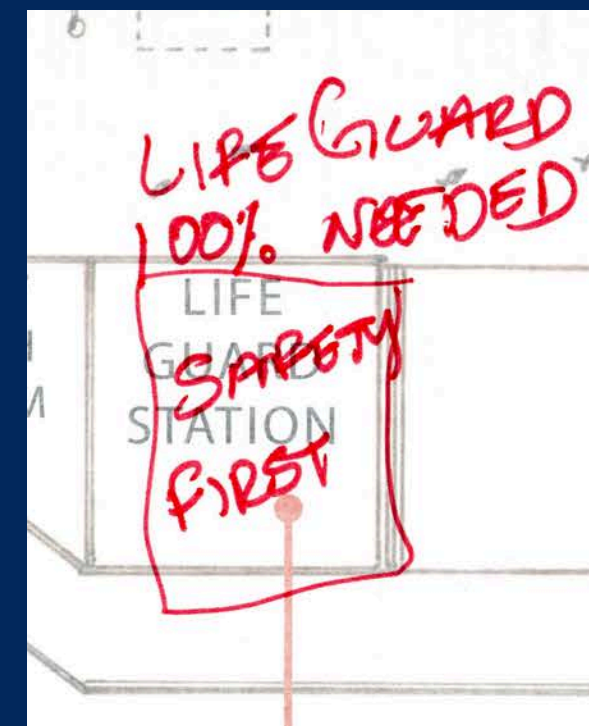 LIFE GUARD
100% NEEDED
LIFE
GUARD
STATION
SAFETY
FIRST
M